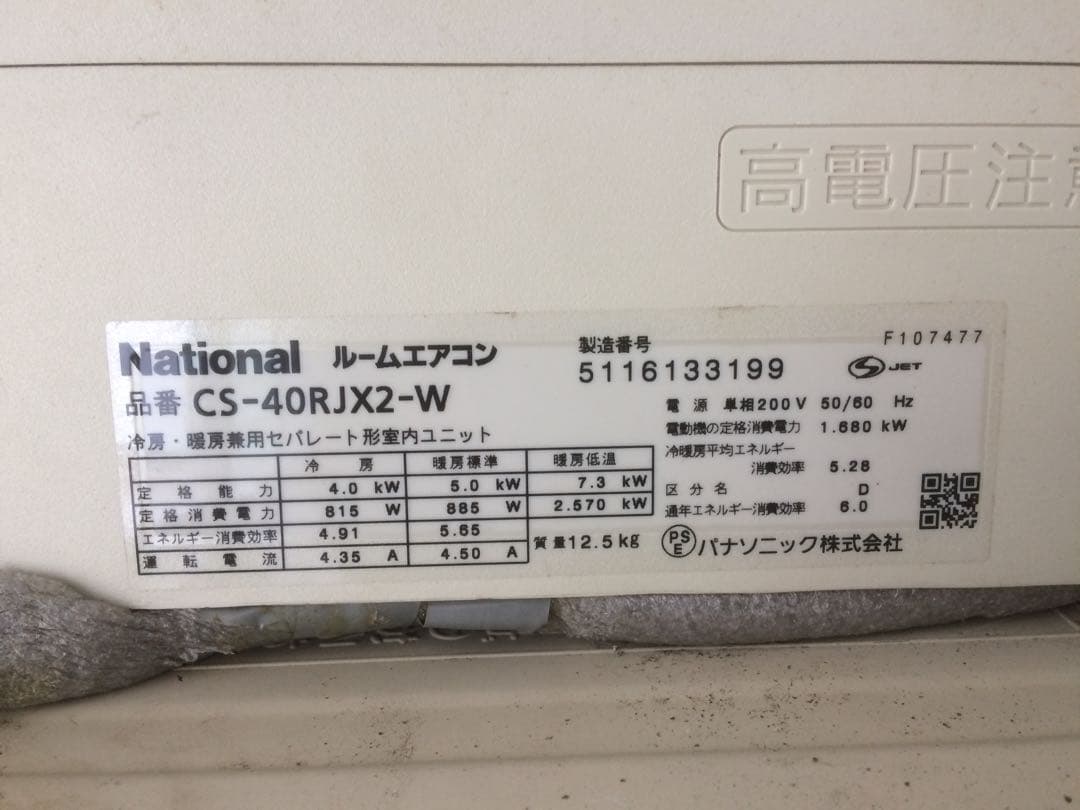 高電圧注
National ルームエアコン
品番 CS-40RJX2-W
冷房・暖房兼用セパレート形室内ユニット
製造番号
5116133199
F107477
S JET
電源 単相200V 50/60 Hz
電動機の定格消費電力 1.680 kW
冷暖房平均エネルギー
消費効率 5.28
区分名 D
通年エネルギー消費効率 6.0
冷房 暖房標準 暖房低温
定格能力 4.0 kW 5.0 kW 7.3 kW
定格消費電力 815 W 885 W 2.570 kW
エネルギー消費効率 4.91 5.65
運転電流 4.35 A 4.50 A
質量12.5kg
PSE パナソニック株式会社